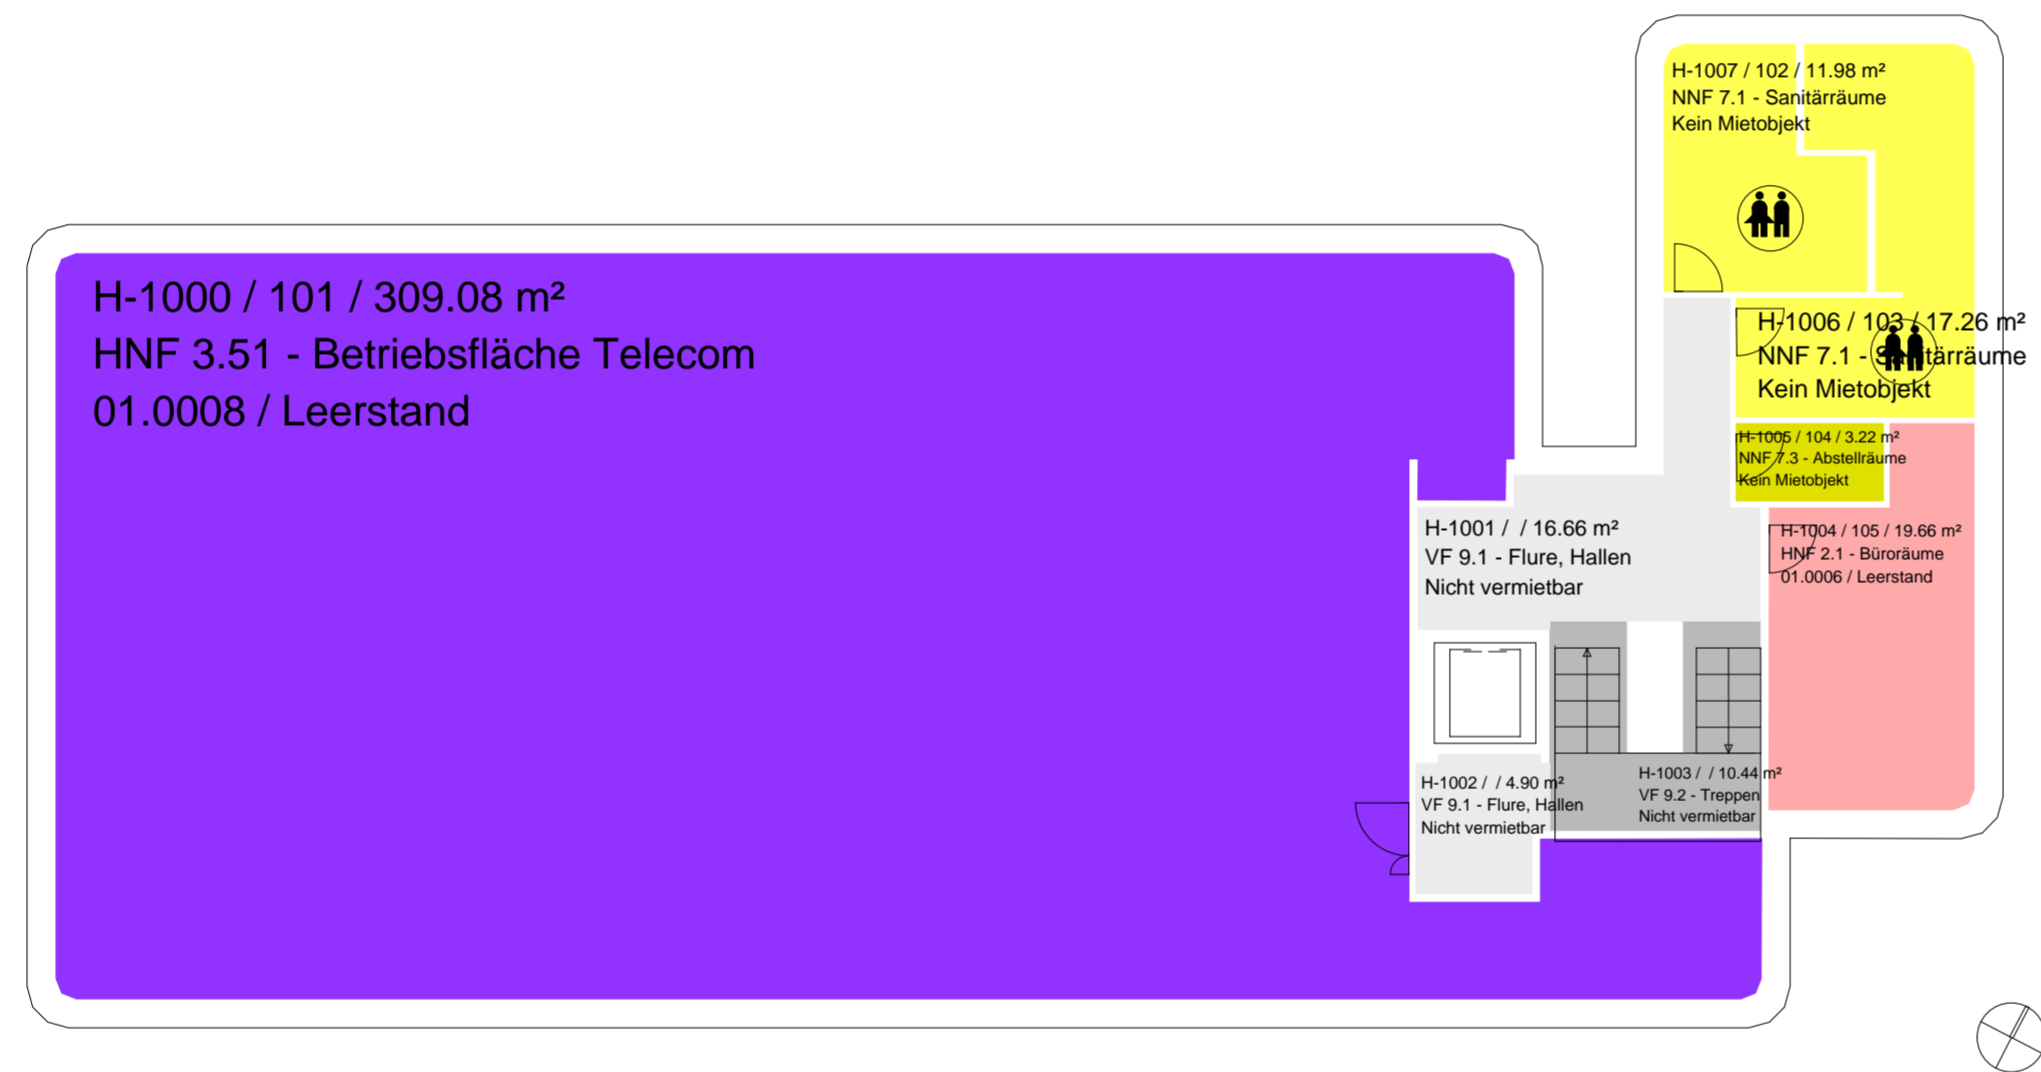 H-1007 / 102 / 11.98 m²
NNF 7.1 - Sanitärräume
Kein Mietobjekt
H-1000 / 101 / 309.08 m²
HNF 3.51 - Betriebsfläche Telecom
01.0008 / Leerstand
H-1006 / 103 / 17.26 m²
NNF 7.1 - Sanitärräume
Kein Mietobjekt
H-1005 / 104 / 3.22 m²
NNF 7.3 - Abstellräume
Kein Mietobjekt
H-1001 / / 16.66 m²
VF 9.1 - Flure, Hallen
Nicht vermietbar
H-1004 / 105 / 19.66 m²
HNF 2.1 - Büroräume
01.0006 / Leerstand
H-1002 / / 4.90 m²
VF 9.1 - Flure, Hallen
Nicht vermietbar
H-1003 / / 10.44 m²
VF 9.2 - Treppen
Nicht vermietbar